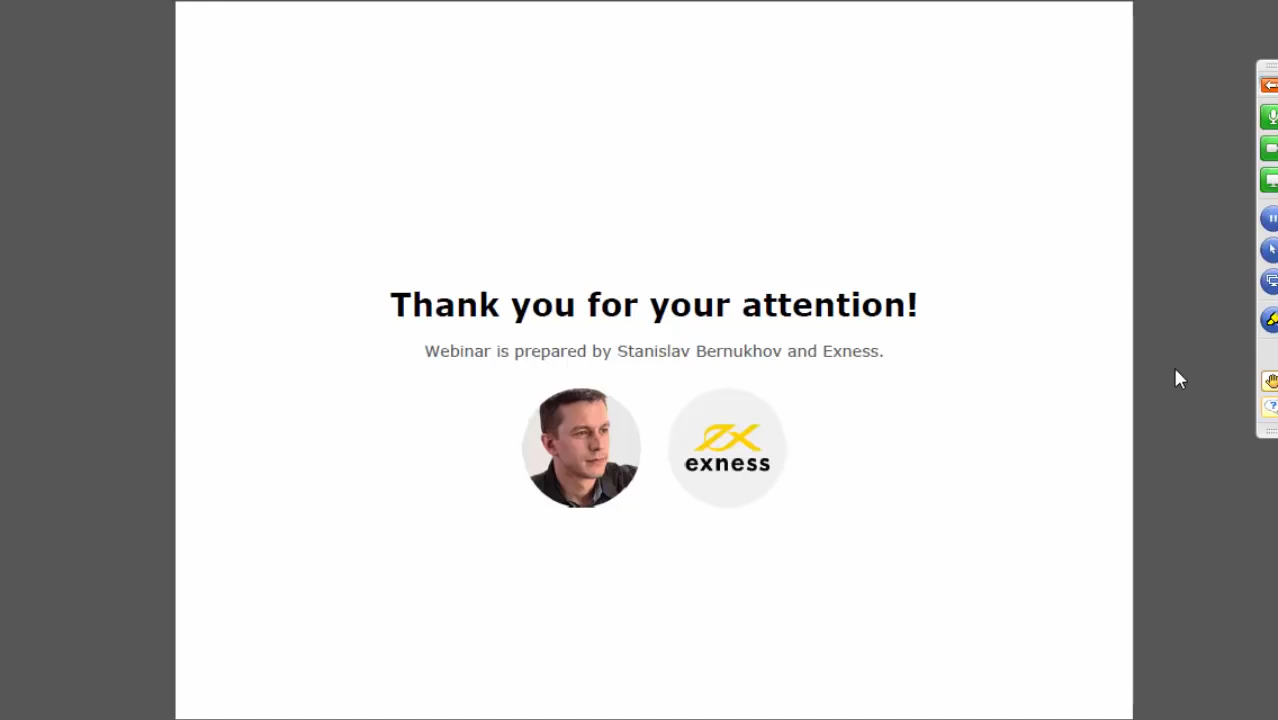 Thank you for your attention!
Webinar is prepared by Stanislav Bernukhov and Exness.
exness